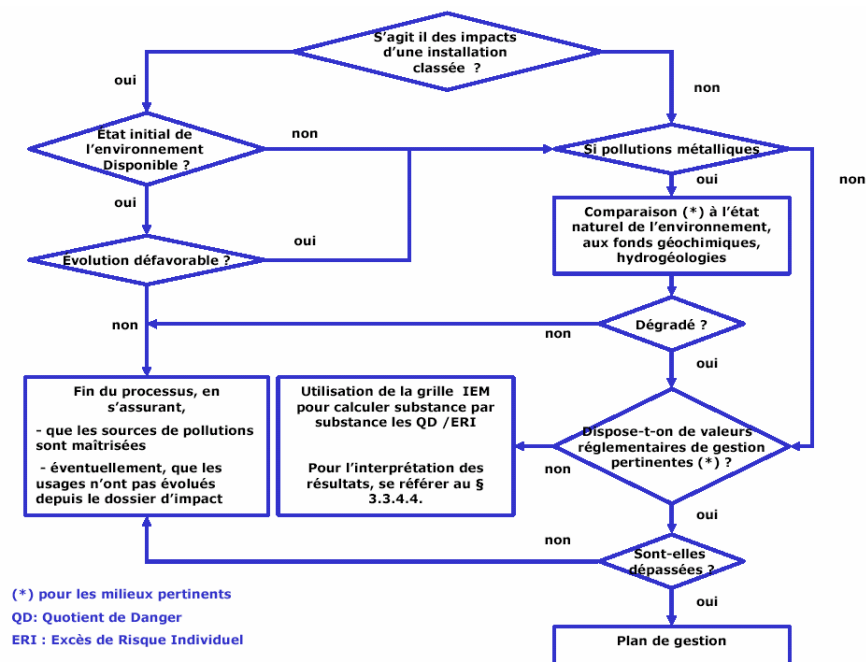 S'agit il des impacts
d'une installation
classée ?
oui
non
État initial de
l'environnement
Disponible ?
non
Si pollutions métalliques
oui
non
oui
Comparaison (*) à l'état
naturel de l'environnement,
aux fonds géochimiques,
hydrogéologies
Évolution défavorable ?
oui
non
Dégradé ?
non
oui
Fin du processus, en
s'assurant,
- que les sources de pollutions
sont maîtrisées
- éventuellement, que les
usages n'ont pas évolués
depuis le dossier d'impact
Utilisation de la grille IEM
pour calculer substance par
substance les QD /ERI
Pour l'interprétation des
résultats, se référer au §
3.3.4.4.
Dispose-t-on de valeurs
réglementaires de gestion
pertinentes (*) ?
non
oui
non
Sont-elles
dépassées ?
oui
(*) pour les milieux pertinents
QD: Quotient de Danger
ERI : Excès de Risque Individuel
Plan de gestion